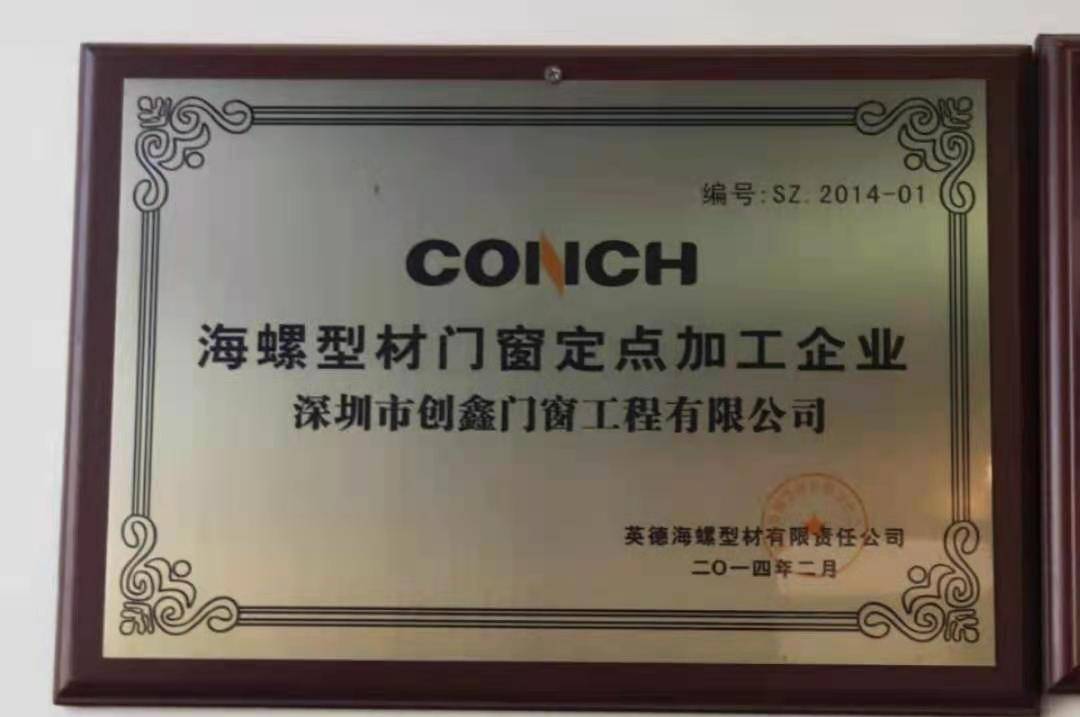 编号:SZ.2014-01
CONCH
海螺型材门窗定点加工企业
深圳市创鑫门窗工程有限公司
英德海螺型材有限责任公司
二〇一四年二月